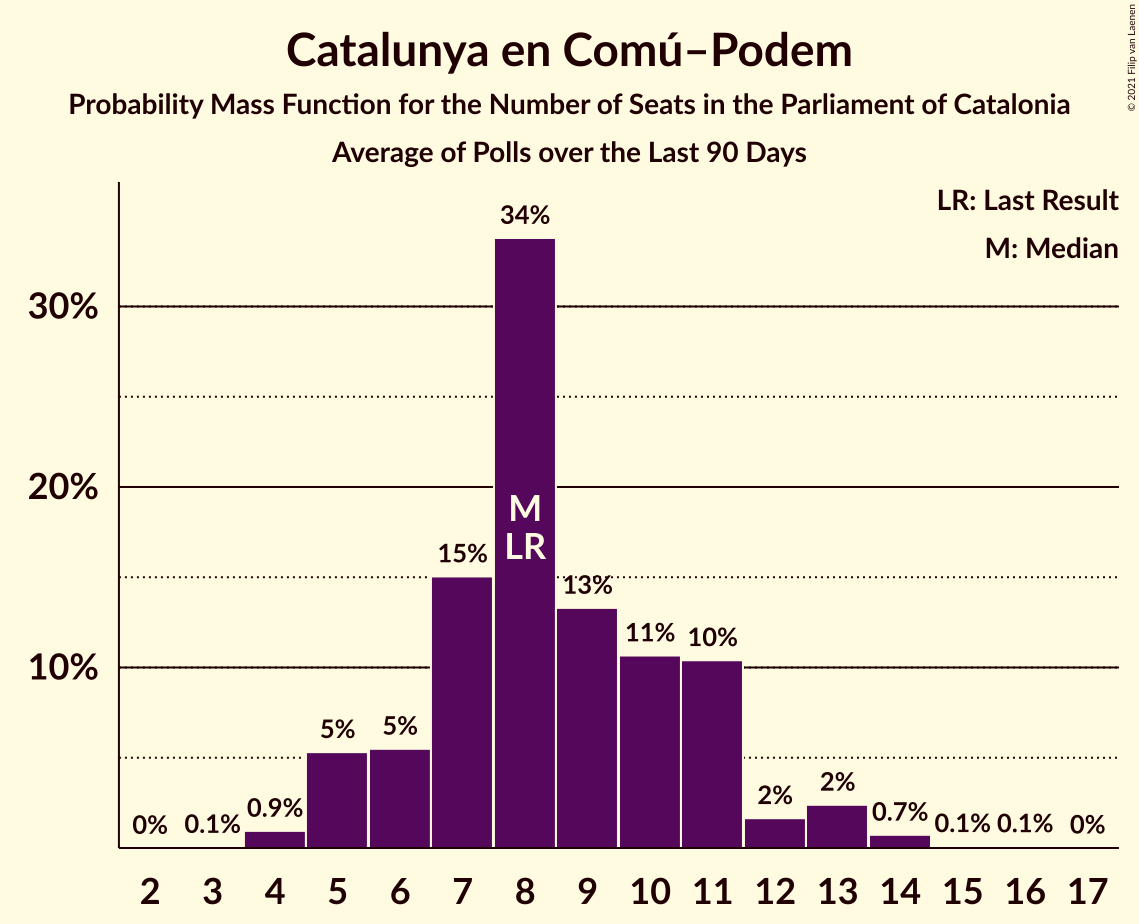 Catalunya en Comú–Podem
Probability Mass Function for the Number of Seats in the Parliament of Catalonia
Average of Polls over the Last 90 Days
© 2021 Filip van Laenen
LR: Last Result
M: Median
30%
20%
10%
0%
0.1%
0.9%
5%
5%
15%
34%
M
LR
13%
11%
10%
2%
2%
0.7%
0.1%
0.1%
0%
2 3 4 5 6 7 8 9 10 11 12 13 14 15 16 17